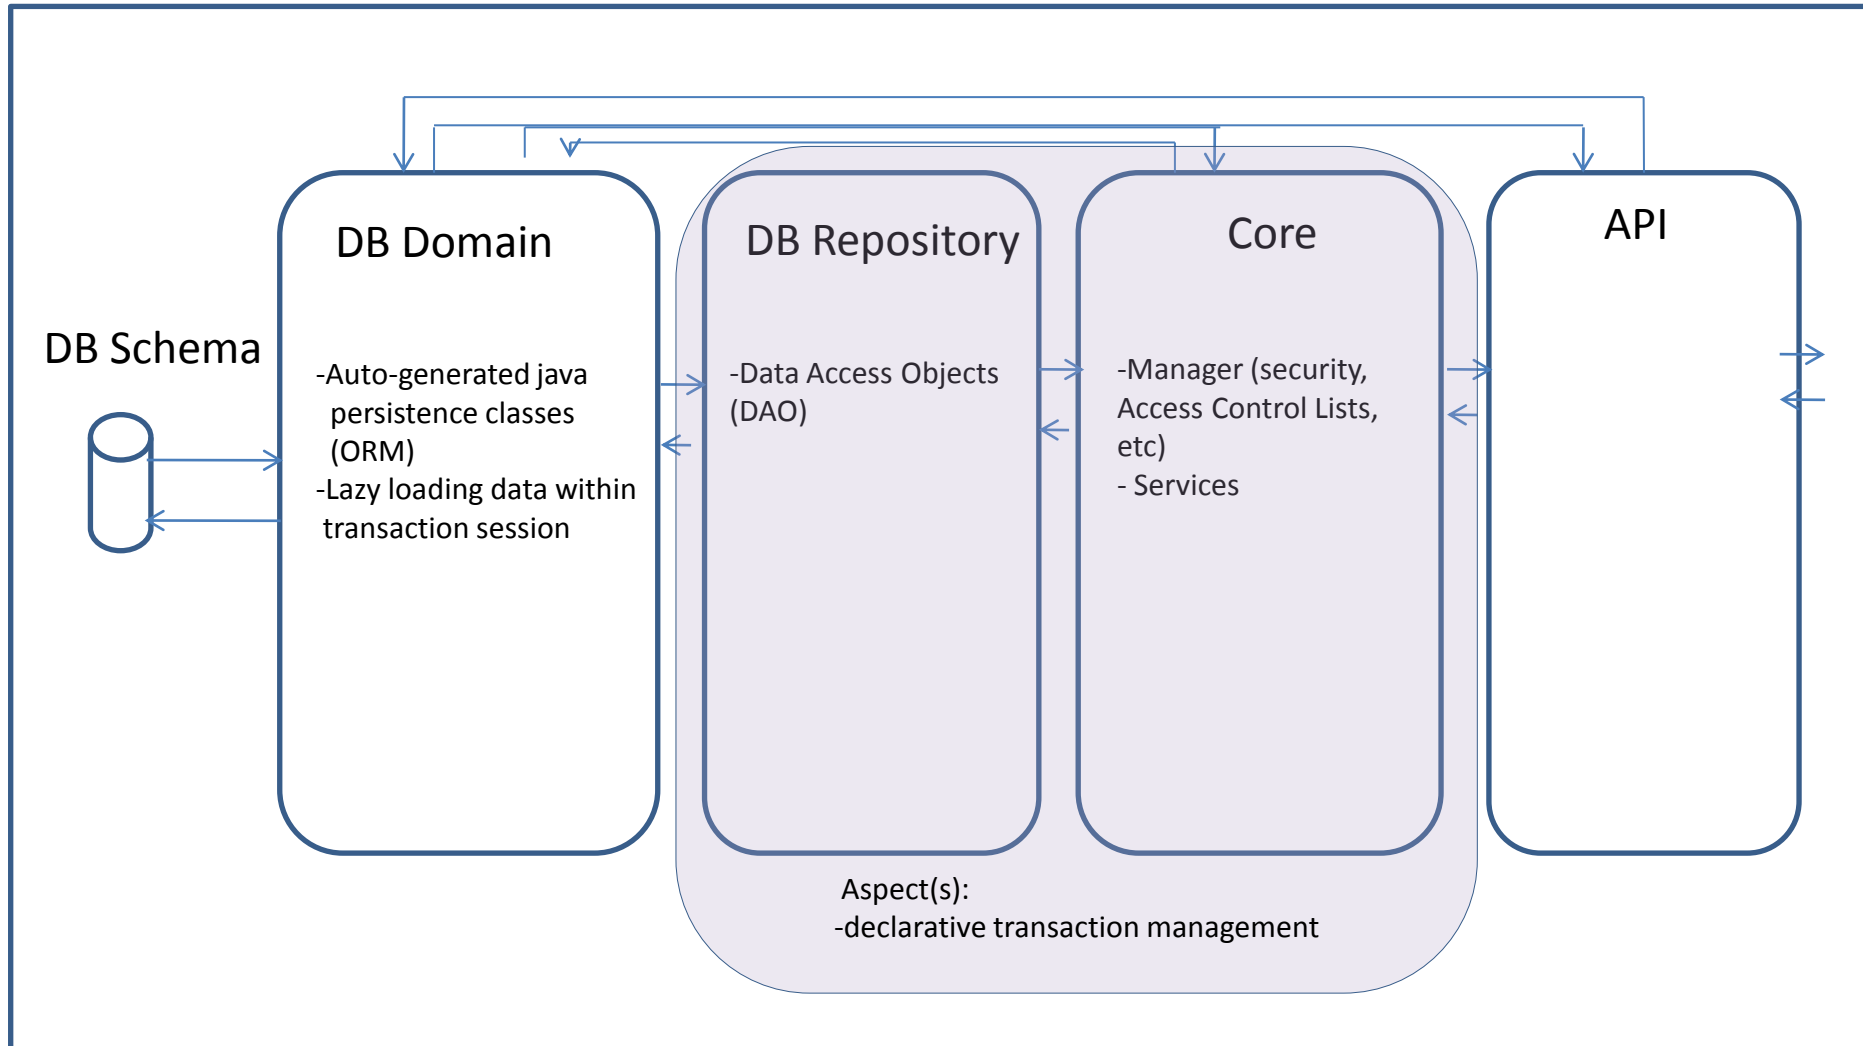 DB Schema
DB Domain
-Auto-generated java
persistence classes
(ORM)
-Lazy loading data within
transaction session
DB Repository
-Data Access Objects
(DAO)
Core
-Manager (security,
Access Control Lists,
etc)
- Services
API
Aspect(s):
-declarative transaction management